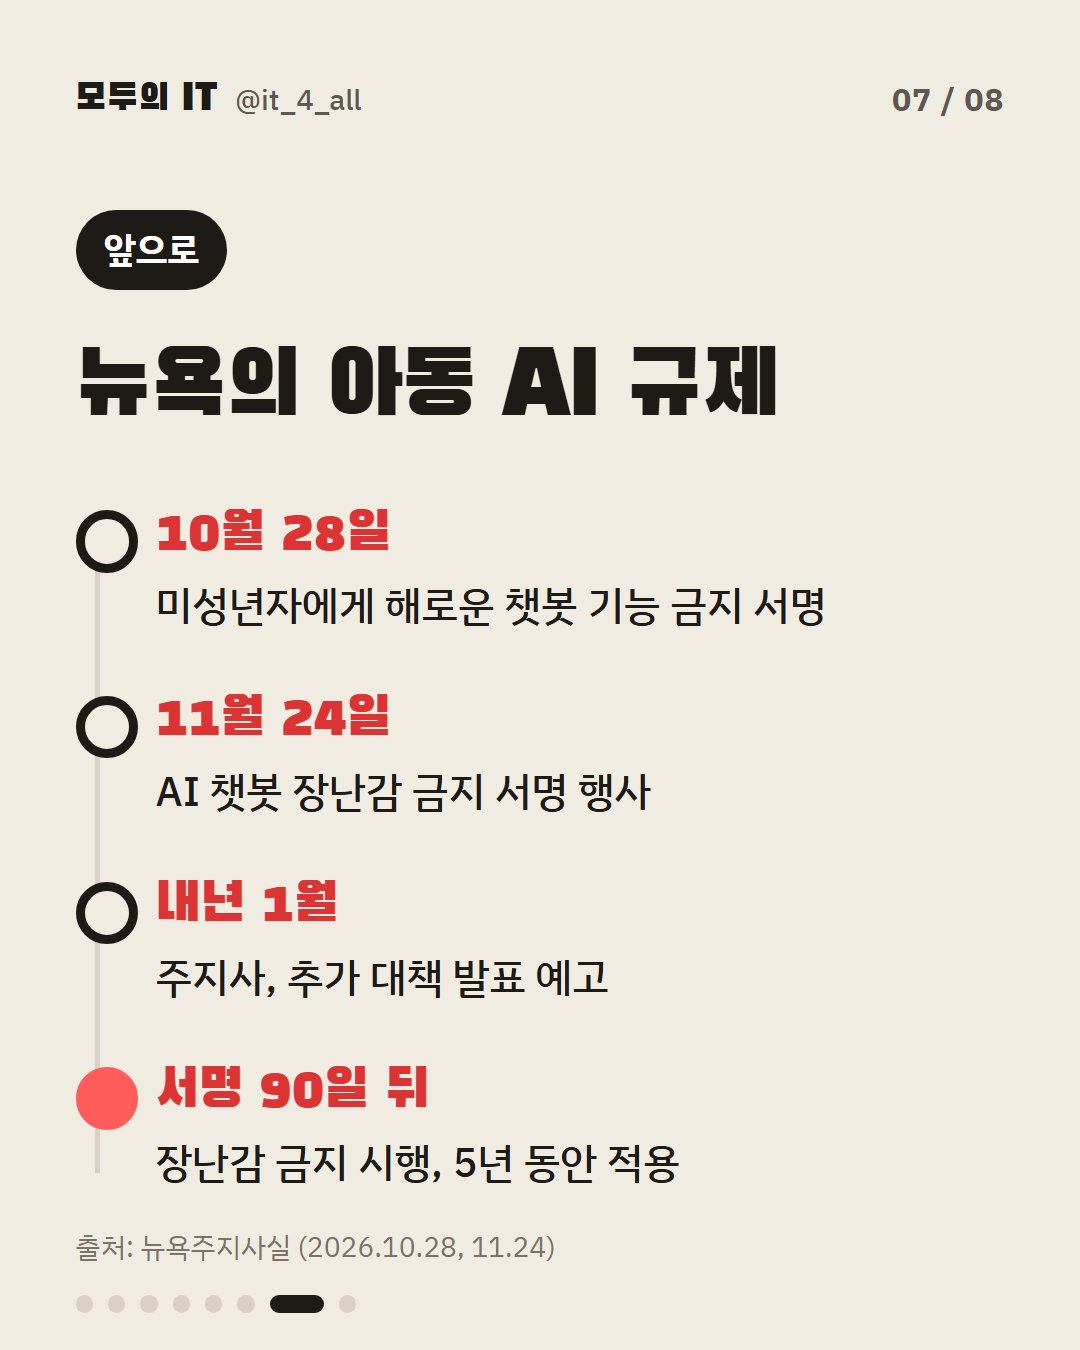 모두의 IT @it_4_all
07 / 08
앞으로
뉴욕의 아동 AI 규제
10월 28일
미성년자에게 해로운 챗봇 기능 금지 서명
11월 24일
AI 챗봇 장난감 금지 서명 행사
내년 1월
주지사, 추가 대책 발표 예고
서명 90일 뒤
장난감 금지 시행, 5년 동안 적용
출처: 뉴욕주지사실 (2026.10.28, 11.24)